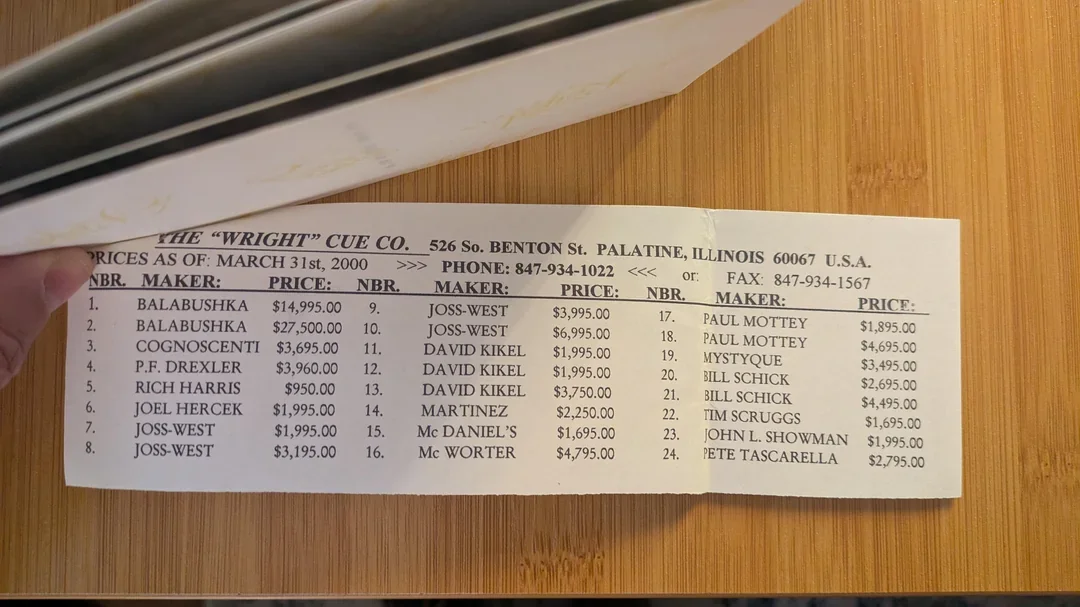 THE "WRIGHT" CUE CO. 526 So. BENTON St. PALATINE, ILLINOIS 60067 U.S.A.
PRICES AS OF: MARCH 31st, 2000 >>> PHONE: 847-934-1022 <<< or: FAX: 847-934-1567
NBR. MAKER: PRICE: NBR. MAKER: PRICE: NBR. MAKER: PRICE:
1. BALABUSHKA $14,995.00 9. JOSS-WEST $3,995.00 17. PAUL MOTTEY $1,895.00
2. BALABUSHKA $27,500.00 10. JOSS-WEST $6,995.00 18. PAUL MOTTEY $4,695.00
3. COGNOSCENTI $3,695.00 11. DAVID KIKEL $1,995.00 19. MYSTYQUE $3,495.00
4. P.F. DREXLER $3,960.00 12. DAVID KIKEL $1,995.00 20. BILL SCHICK $2,695.00
5. RICH HARRIS $950.00 13. DAVID KIKEL $3,750.00 21. BILL SCHICK $4,495.00
6. JOEL HERCEK $1,995.00 14. MARTINEZ $2,250.00 22. TIM SCRUGGS $1,695.00
7. JOSS-WEST $1,995.00 15. Mc DANIEL'S $1,695.00 23. JOHN L. SHOWMAN $1,995.00
8. JOSS-WEST $3,195.00 16. Mc WORTER $4,795.00 24. PETE TASCARELLA $2,795.00